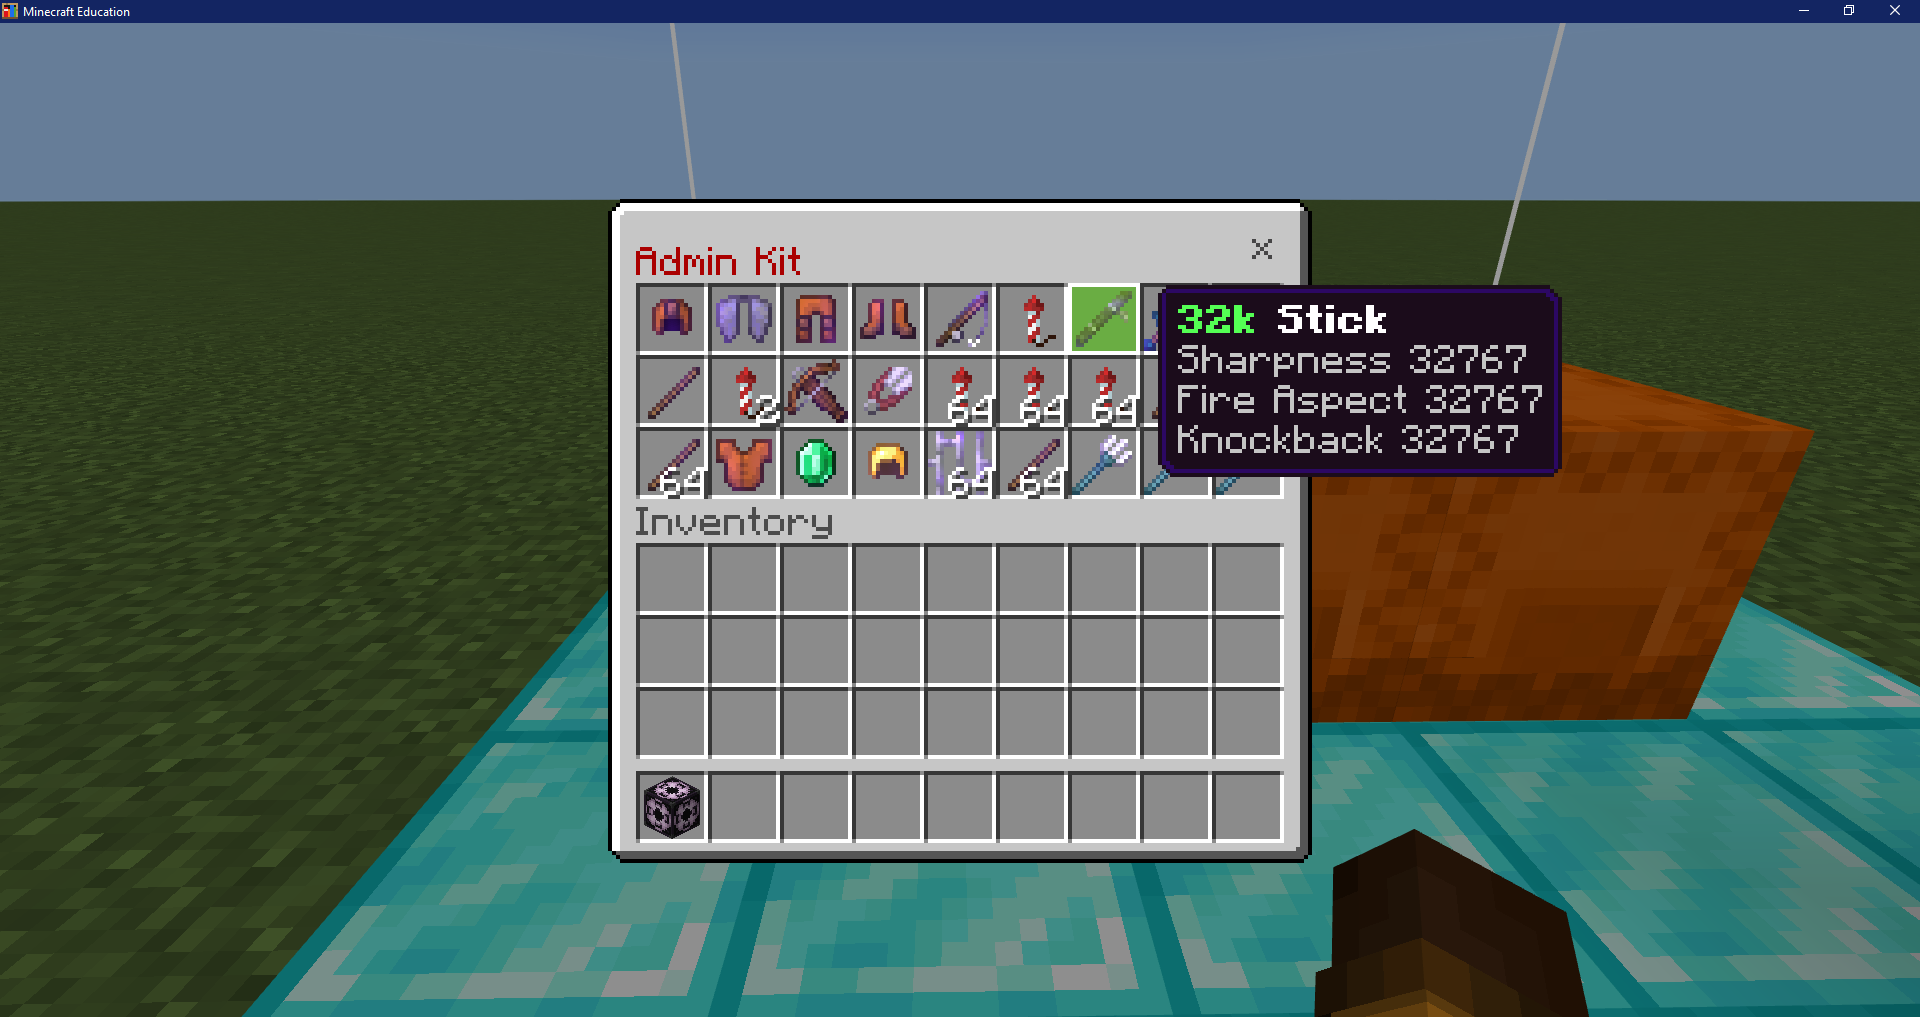 Minecraft Education
Admin Kit
32k Stick
Sharpness 32767
Fire Aspect 32767
Knockback 32767
64 64 64
64 64 64
Inventory